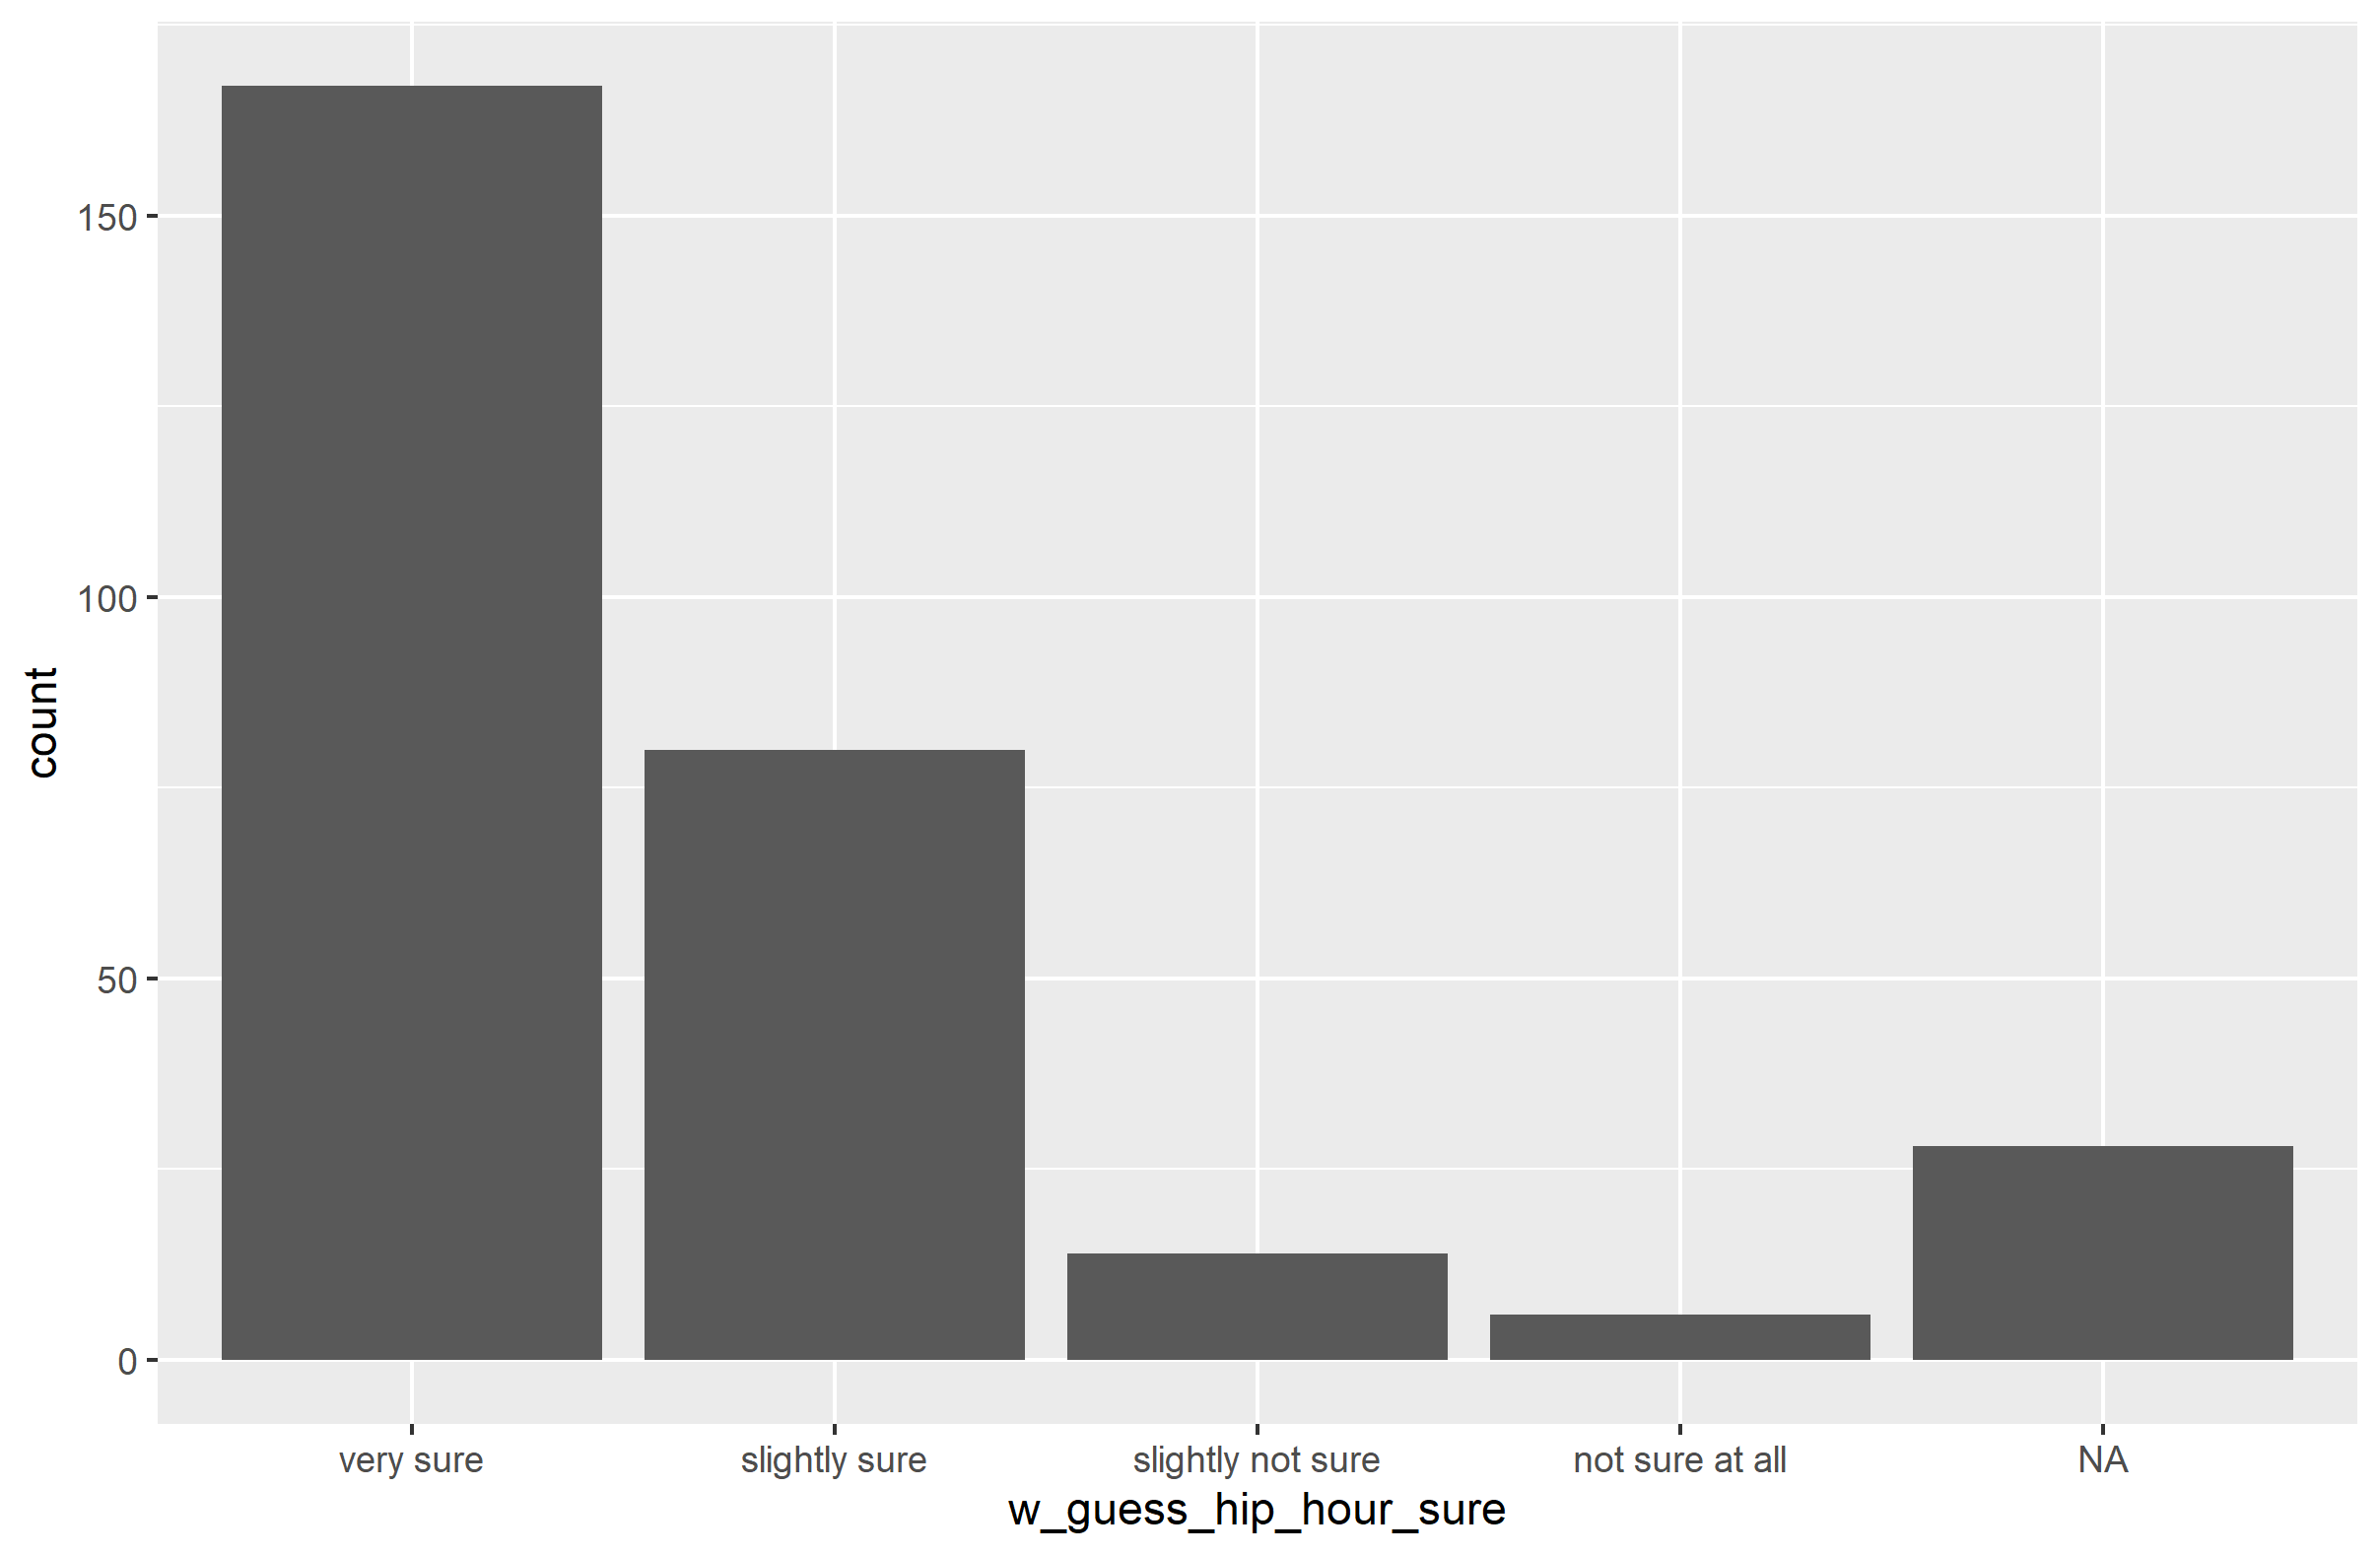 150
100
50
0
count
very sure
slightly sure
slightly not sure
not sure at all
NA
w_guess_hip_hour_sure